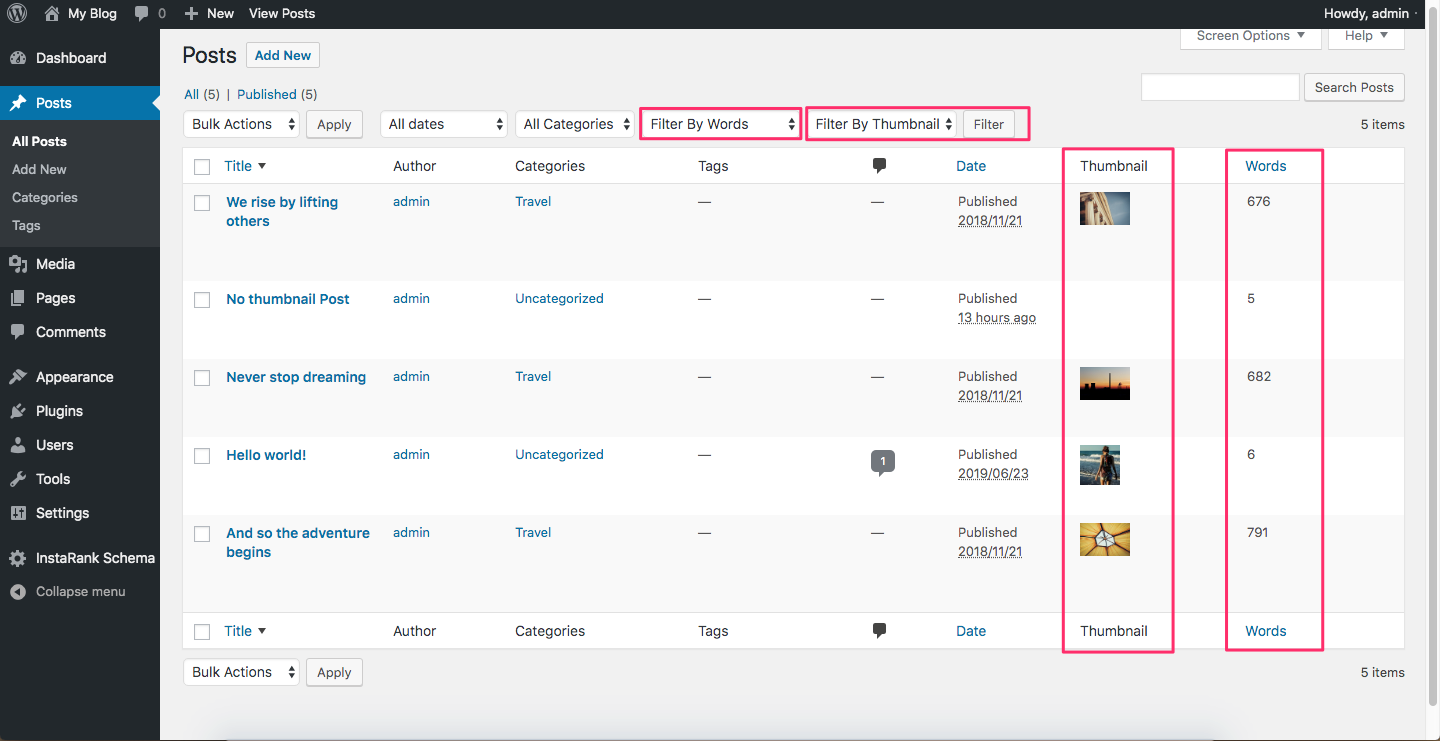 My Blog 0 New View Posts Howdy, admin
Dashboard
Posts
All Posts
Add New
Categories
Tags
Media
Pages
Comments
Appearance
Plugins
Users
Tools
Settings
InstaRank Schema
Collapse menu
Screen Options Help
Posts Add New
All (5) | Published (5)
Search Posts
Bulk Actions Apply All dates All Categories Filter By Words Filter By Thumbnail Filter 5 items
Title Author Categories Tags Date Thumbnail Words
We rise by lifting admin Travel — — Published 676
others 2018/11/21
No thumbnail Post admin Uncategorized — — Published 5
13 hours ago
Never stop dreaming admin Travel — — Published 682
2018/11/21
Hello world! admin Uncategorized — 1 Published 6
2019/06/23
And so the adventure admin Travel — — Published 791
begins 2018/11/21
Title Author Categories Tags Date Thumbnail Words
Bulk Actions Apply 5 items